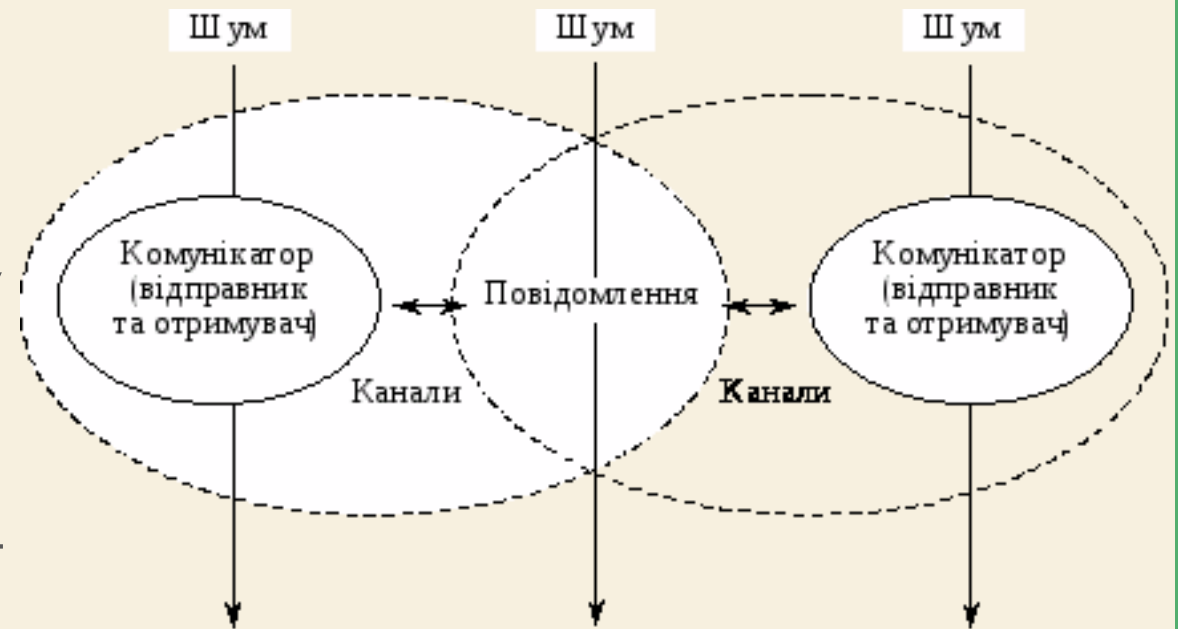 Шум
Шум
Шум
Комунікатор
(відправник
та отримувач)
Повідомлення
Комунікатор
(відправник
та отримувач)
Канали
Канали